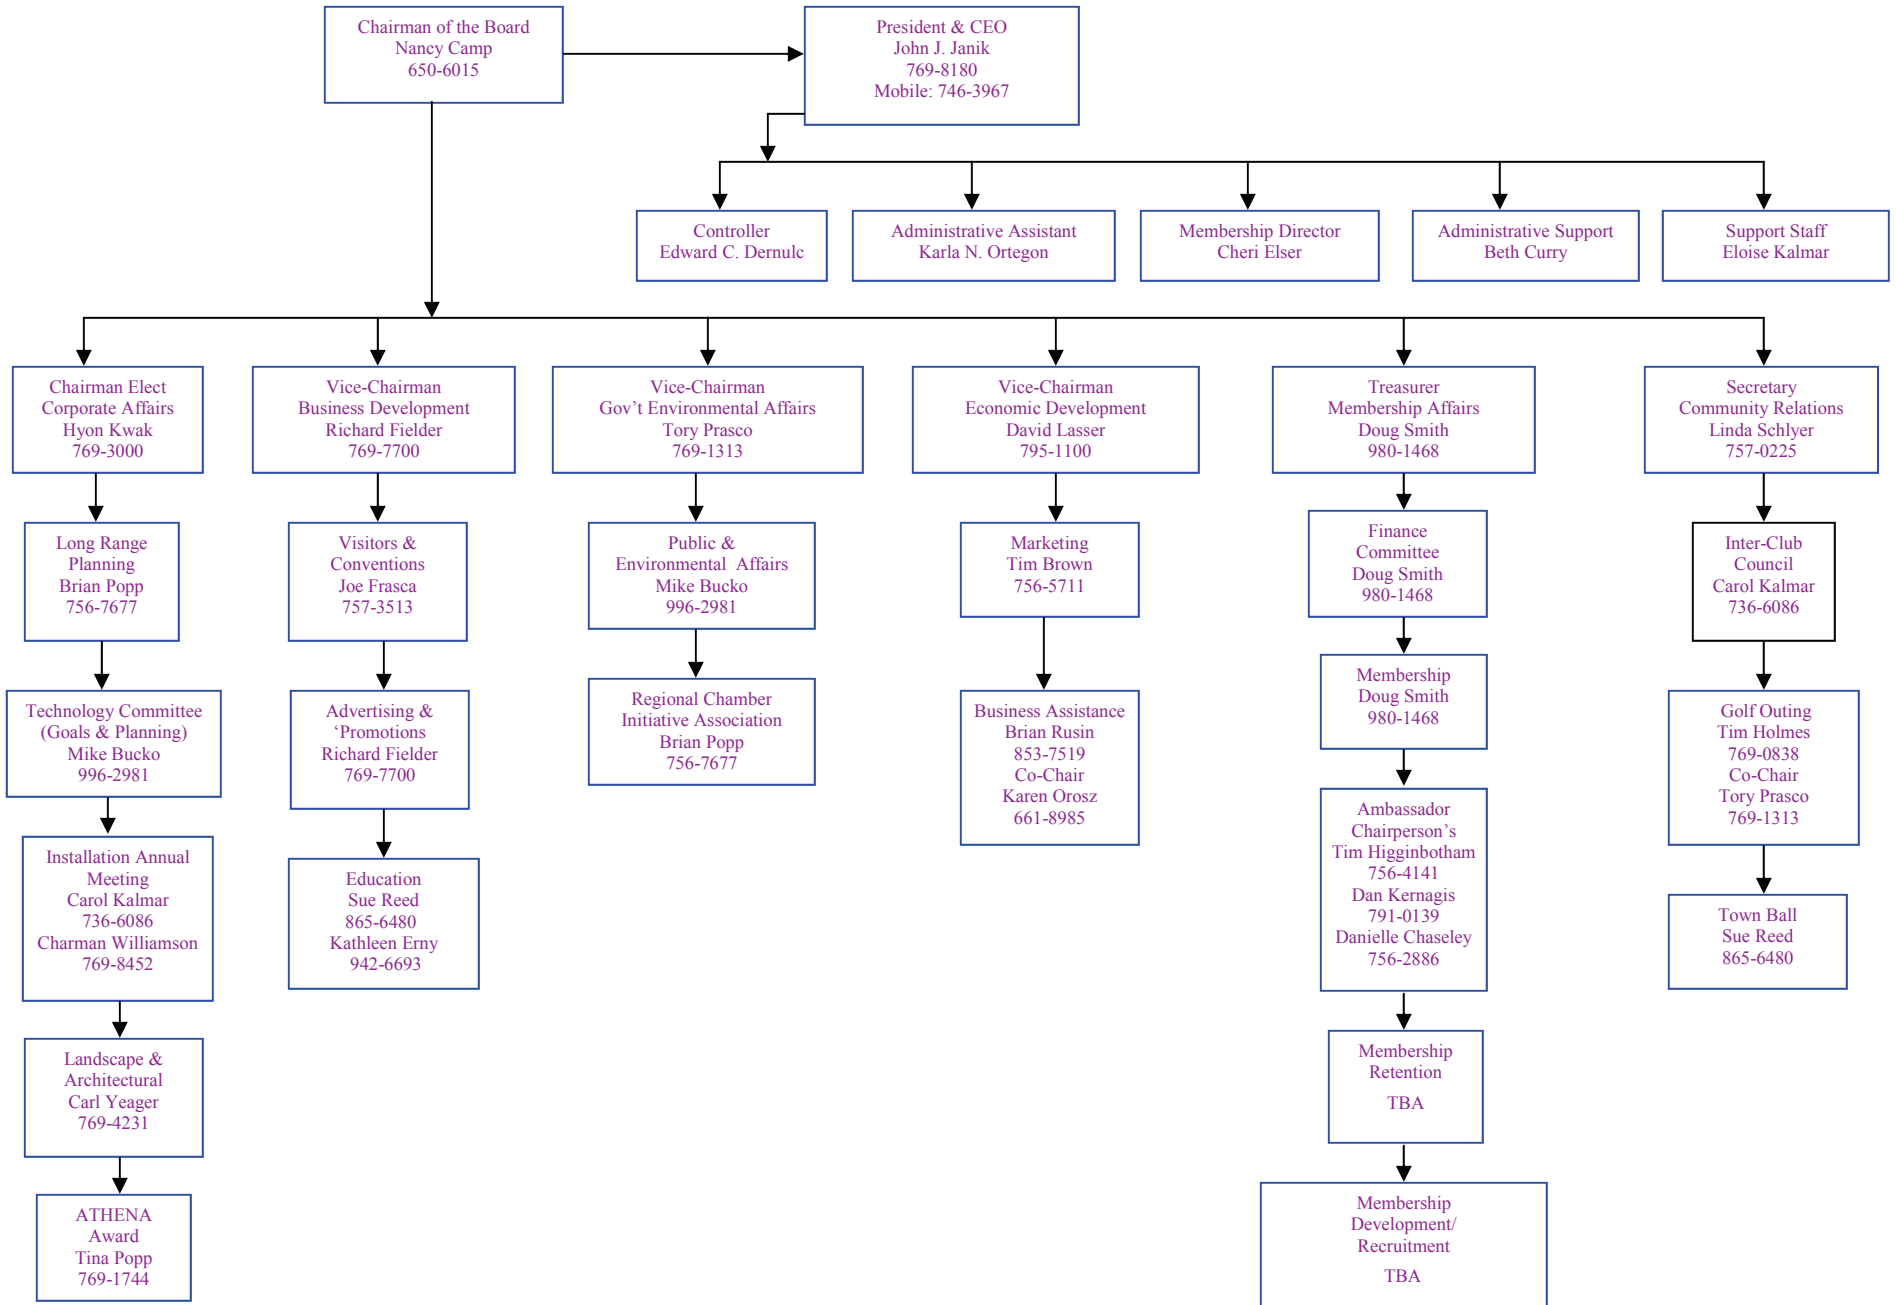 Chairman of the Board
Nancy Camp
650-6015
President & CEO
John J. Janik
769-8180
Mobile: 746-3967
Controller
Edward C. Dernulc
Administrative Assistant
Karla N. Ortegon
Membership Director
Cheri Elser
Administrative Support
Beth Curry
Support Staff
Eloise Kalmar
Chairman Elect
Corporate Affairs
Hyon Kwak
769-3000
Vice-Chairman
Business Development
Richard Fielder
769-7700
Vice-Chairman
Gov’t Environmental Affairs
Tory Prasco
769-1313
Vice-Chairman
Economic Development
David Lasser
795-1100
Treasurer
Membership Affairs
Doug Smith
980-1468
Secretary
Community Relations
Linda Schlyer
757-0225
Long Range
Planning
Brian Popp
756-7677
Visitors &
Conventions
Joe Frasca
757-3513
Public &
Environmental  Affairs
Mike Bucko
996-2981
Marketing
Tim Brown
756-5711
Finance
Committee
Doug Smith
980-1468
Inter-Club
Council
Carol Kalmar
736-6086
Technology Committee
(Goals & Planning)
Mike Bucko
996-2981
Advertising &
‘Promotions
Richard Fielder
769-7700
Regional Chamber
Initiative Association
Brian Popp
756-7677
Business Assistance
Brian Rusin
853-7519
Co-Chair
Karen Orosz
661-8985
Membership
Doug Smith
980-1468
Golf Outing
Tim Holmes
769-0838
Co-Chair
Tory Prasco
769-1313
Installation Annual
Meeting
Carol Kalmar
736-6086
Charman Williamson
769-8452
Education
Sue Reed
865-6480
Kathleen Erny
942-6693
Ambassador
Chairperson’s
Tim Higginbotham
756-4141
Dan Kernagis
791-0139
Danielle Chaseley
756-2886
Town Ball
Sue Reed
865-6480
Landscape &
Architectural
Carl Yeager
769-4231
Membership
Retention
TBA
ATHENA
Award
Tina Popp
769-1744
Membership
Development/
Recruitment
TBA